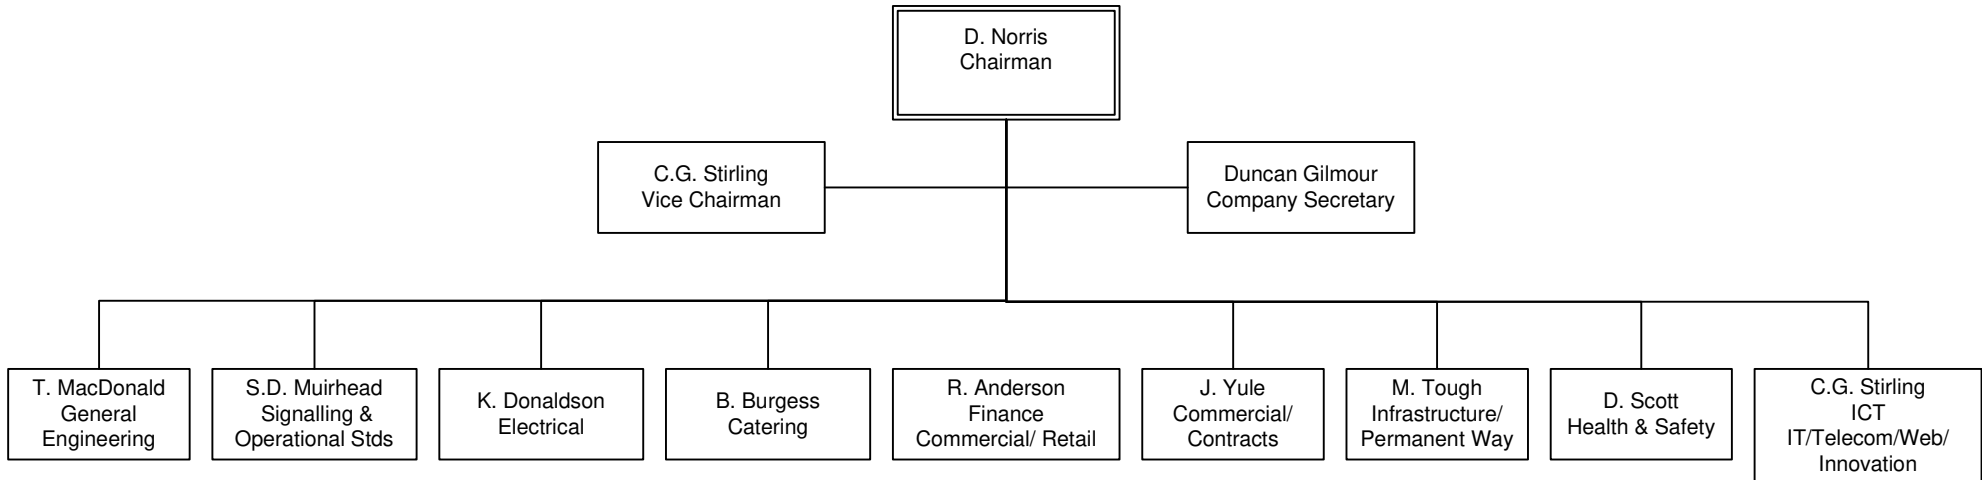 D. Norris
Chairman
C.G. Stirling
Vice Chairman
Duncan Gilmour
Company Secretary
T. MacDonald
General
Engineering
S.D. Muirhead
Signalling &
Operational Stds
K. Donaldson
Electrical
B. Burgess
Catering
R. Anderson
Finance
Commercial/ Retail
J. Yule
Commercial/
Contracts
M. Tough
Infrastructure/
Permanent Way
D. Scott
Health & Safety
C.G. Stirling
ICT
IT/Telecom/Web/
Innovation